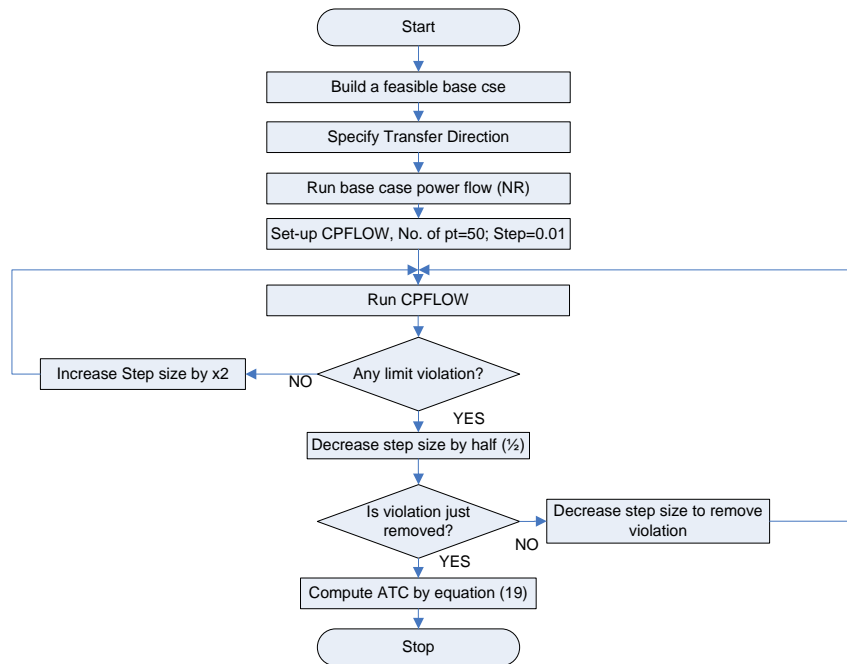 Start
Build a feasible base cse
Specify Transfer Direction
Run base case power flow (NR)
Set-up CPFLOW, No. of pt=50; Step=0.01
Run CPFLOW
Any limit violation?
NO
Increase Step size by x2
YES
Decrease step size by half (½)
Is violation just
removed?
NO
Decrease step size to remove
violation
YES
Compute ATC by equation (19)
Stop